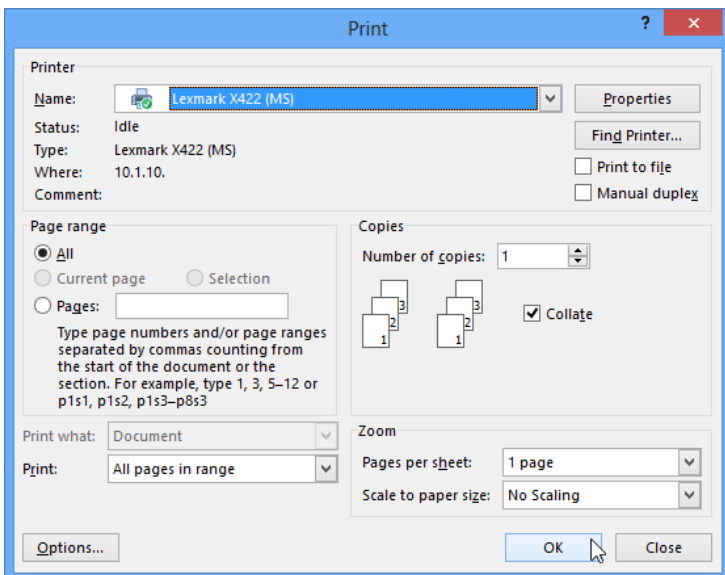 Print
?
×
Printer
Name: Lexmark X422 (MS)
Properties
Status: Idle
Find Printer...
Type: Lexmark X422 (MS)
Where: 10.1.10.
Print to file
Comment:
Manual duplex
Page range
All
Current page
Selection
Pages:
Type page numbers and/or page ranges
separated by commas counting from
the start of the document or the
section. For example, type 1, 3, 5–12 or
p1s1, p1s2, p1s3–p8s3
Copies
Number of copies: 1
1 2 3
1 2 3
Collate
Print what: Document
Print: All pages in range
Zoom
Pages per sheet: 1 page
Scale to paper size: No Scaling
Options...
OK
Close